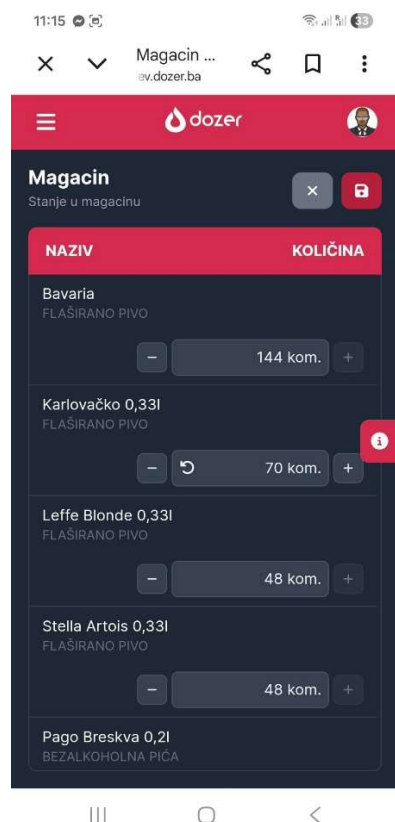 11:15
33
Magacin ...
ev.dozer.ba
dozer
Magacin
Stanje u magacinu
NAZIV KOLIČINA
Bavaria
FLAŠIRANO PIVO
− 144 kom. +
Karlovačko 0,33l
FLAŠIRANO PIVO
− 70 kom. +
Leffe Blonde 0,33l
FLAŠIRANO PIVO
− 48 kom. +
Stella Artois 0,33l
FLAŠIRANO PIVO
− 48 kom. +
Pago Breskva 0,2l
BEZALKOHOLNA PIĆA